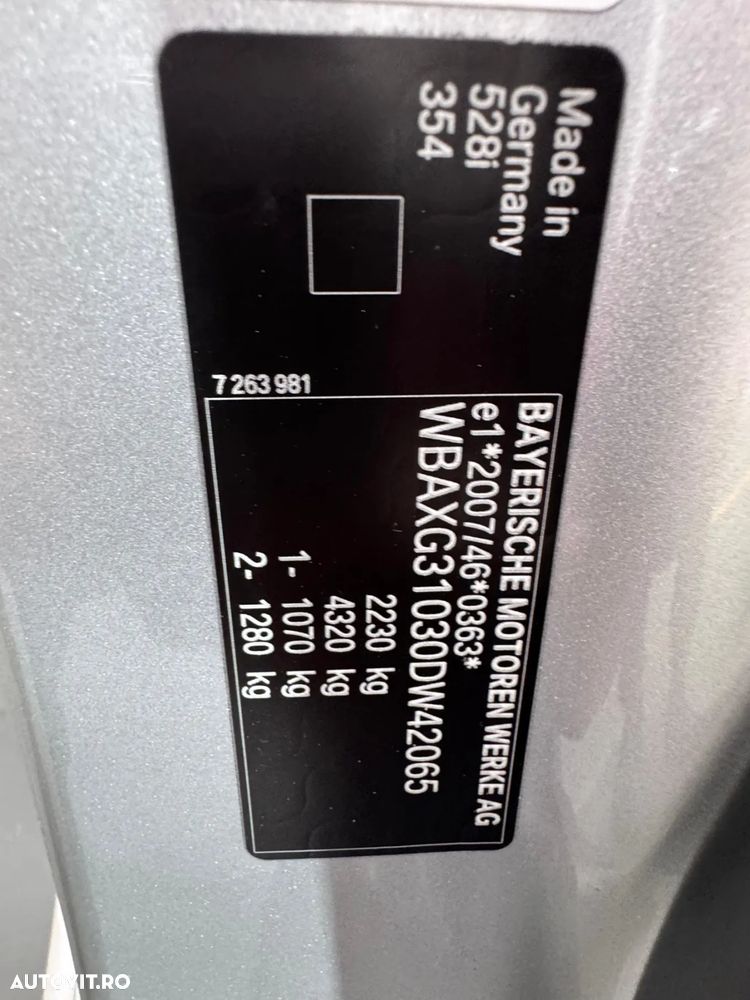 Made in
Germany
528i
354
7 263 981
BAYERISCHE MOTOREN WERKE AG
e1*2007/46*0363*
WBAXG31030DW42065
2230 kg
4320 kg
1- 1070 kg
2- 1280 kg
AUTOVIT.RO